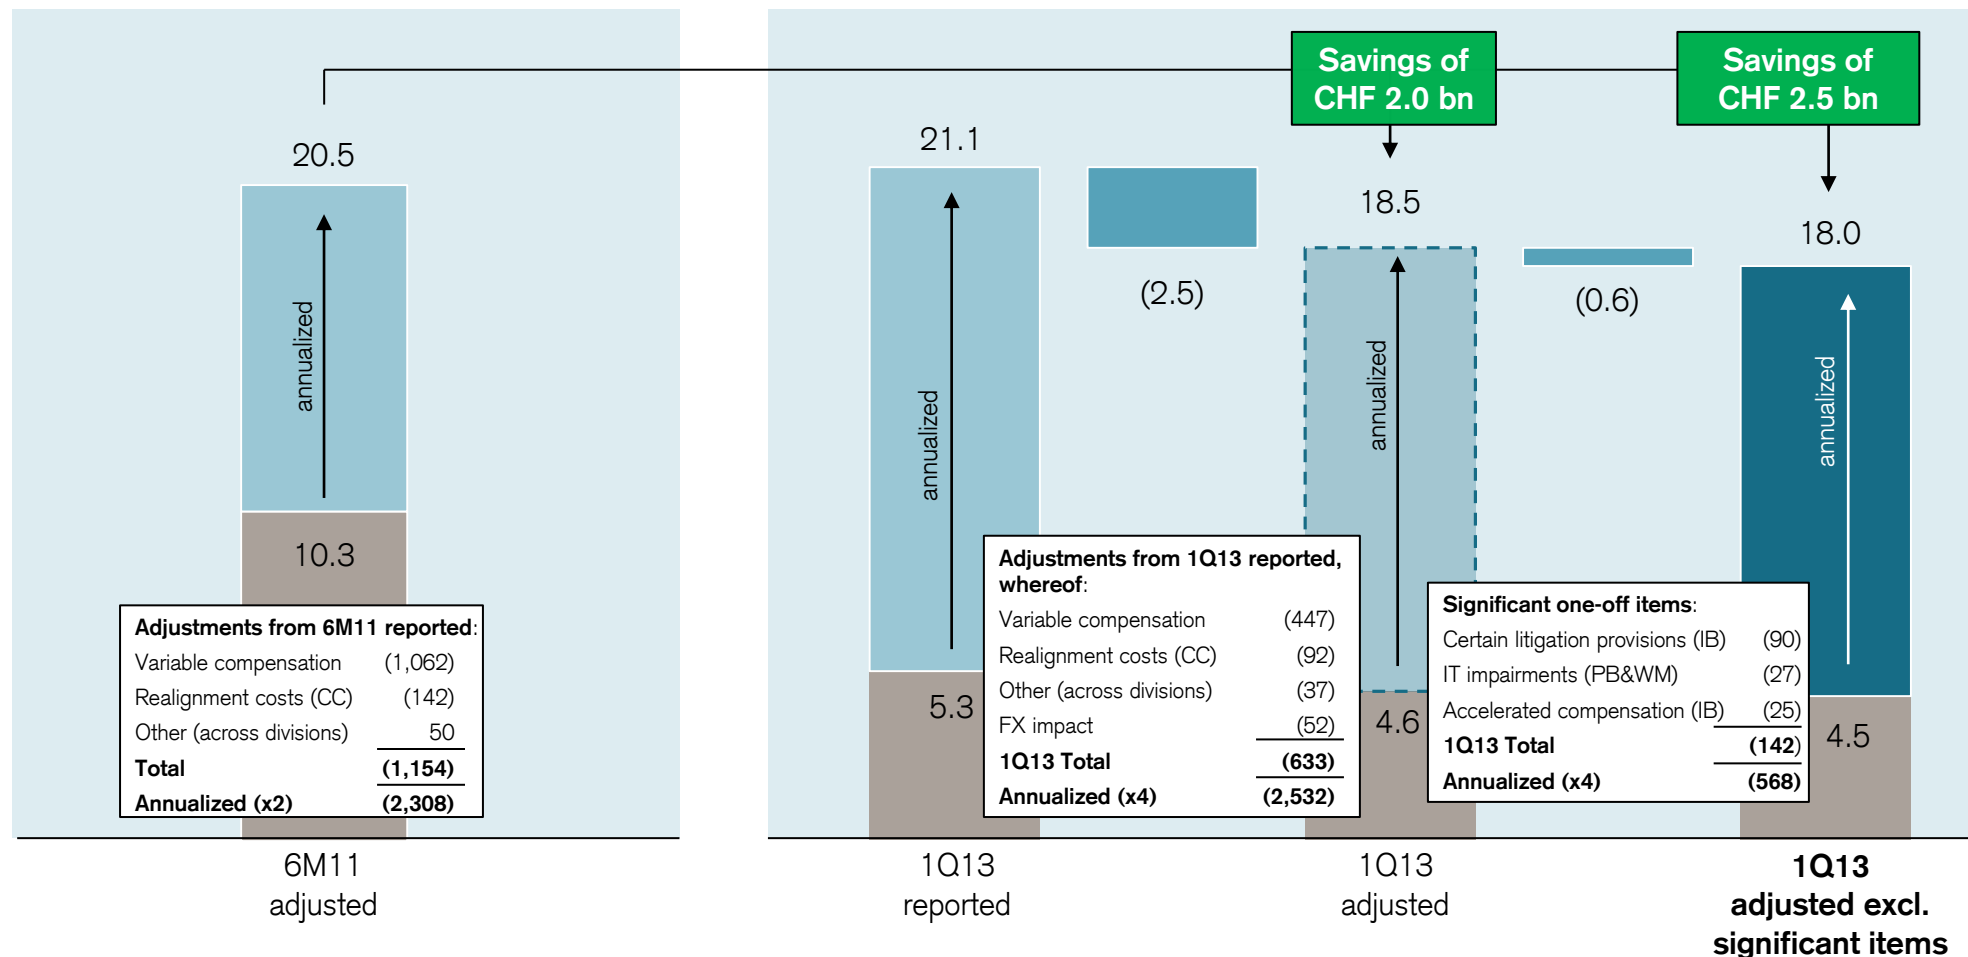 Savings of
CHF 2.0 bn
Savings of
CHF 2.5 bn
20.5
annualized
10.3
Adjustments from 6M11 reported:
Variable compensation (1,062)
Realignment costs (CC) (142)
Other (across divisions) 50
Total (1,154)
Annualized (x2) (2,308)
6M11
adjusted
21.1
annualized
5.3
1Q13
reported
(2.5)
Adjustments from 1Q13 reported,
whereof:
Variable compensation (447)
Realignment costs (CC) (92)
Other (across divisions) (37)
FX impact (52)
1Q13 Total (633)
Annualized (x4) (2,532)
18.5
annualized
4.6
1Q13
adjusted
(0.6)
Significant one-off items:
Certain litigation provisions (IB) (90)
IT impairments (PB&WM) (27)
Accelerated compensation (IB) (25)
1Q13 Total (142)
Annualized (x4) (568)
18.0
annualized
4.5
1Q13
adjusted excl.
significant items